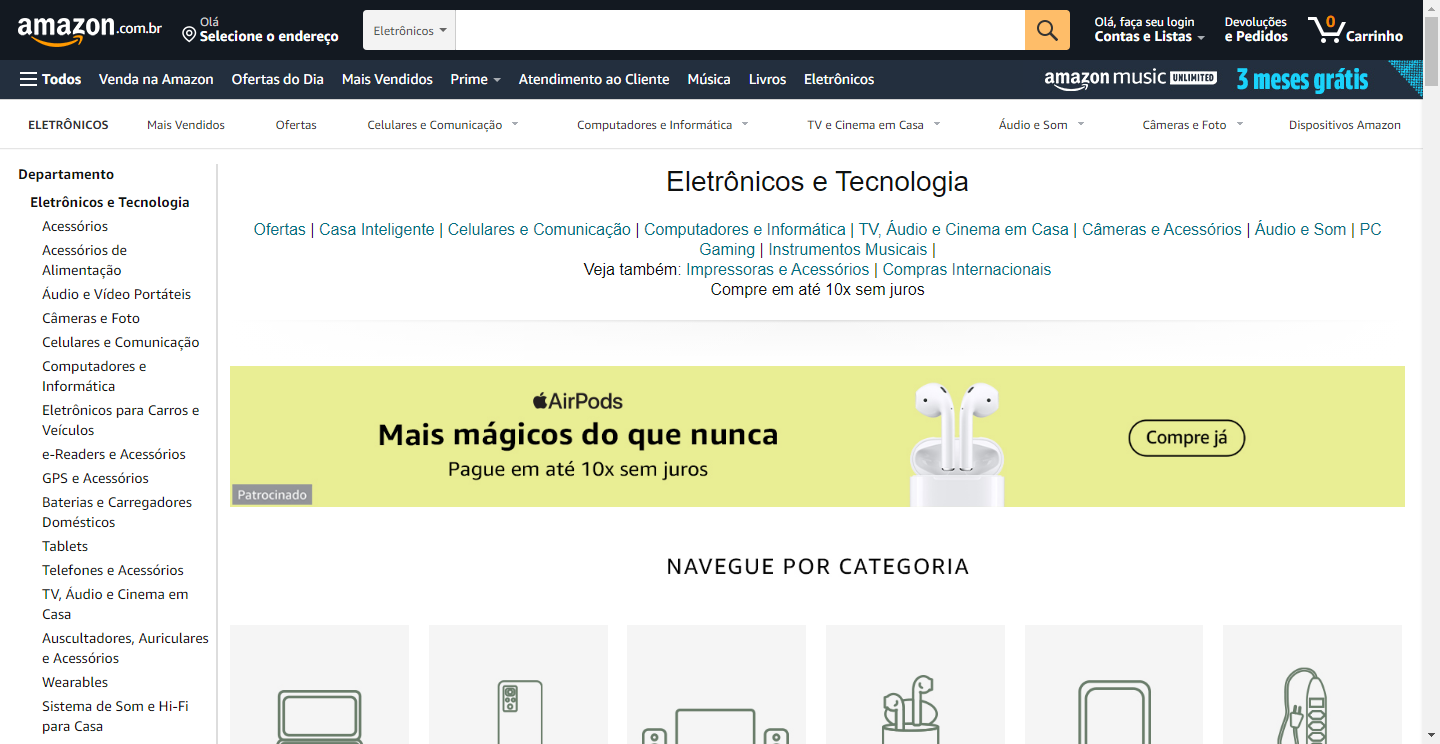 amazon.com.br
Olá
Selecione o endereço
Eletrônicos
Olá, faça seu login
Contas e Listas
Devoluções
e Pedidos
0
Carrinho
Todos
Venda na Amazon
Ofertas do Dia
Mais Vendidos
Prime
Atendimento ao Cliente
Música
Livros
Eletrônicos
amazon music UNLIMITED
3 meses grátis
ELETRÔNICOS
Mais Vendidos
Ofertas
Celulares e Comunicação
Computadores e Informática
TV e Cinema em Casa
Áudio e Som
Câmeras e Foto
Dispositivos Amazon
Departamento
Eletrônicos e Tecnologia
Acessórios
Acessórios de
Alimentação
Áudio e Vídeo Portáteis
Câmeras e Foto
Celulares e Comunicação
Computadores e
Informática
Eletrônicos para Carros e
Veículos
e-Readers e Acessórios
GPS e Acessórios
Baterias e Carregadores
Domésticos
Tablets
Telefones e Acessórios
TV, Áudio e Cinema em
Casa
Auscultadores, Auriculares
e Acessórios
Wearables
Sistema de Som e Hi-Fi
para Casa
Eletrônicos e Tecnologia
Ofertas | Casa Inteligente | Celulares e Comunicação | Computadores e Informática | TV, Áudio e Cinema em Casa | Câmeras e Acessórios | Áudio e Som | PC
Gaming | Instrumentos Musicais |
Veja também: Impressoras e Acessórios | Compras Internacionais
Compre em até 10x sem juros
AirPods
Mais mágicos do que nunca
Pague em até 10x sem juros
Compre já
Patrocinado
NAVEGUE POR CATEGORIA